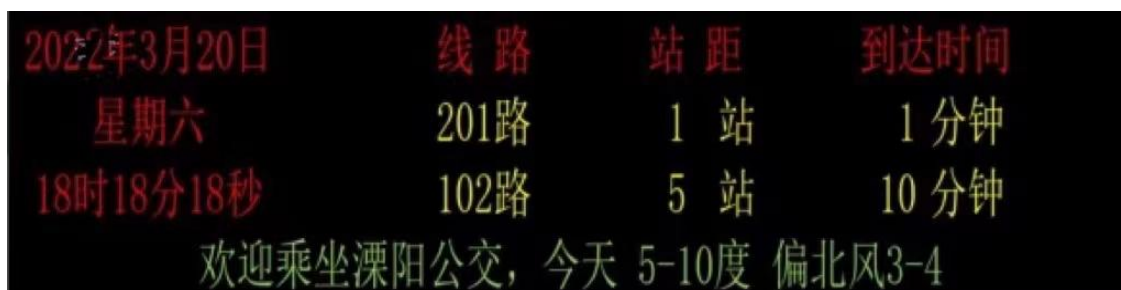 2022年3月20日 线 路 站 距 到达时间
星期六 201路 1 站 1 分钟
18时18分18秒 102路 5 站 10 分钟
欢迎乘坐溧阳公交，今天 5-10度 偏北风3-4